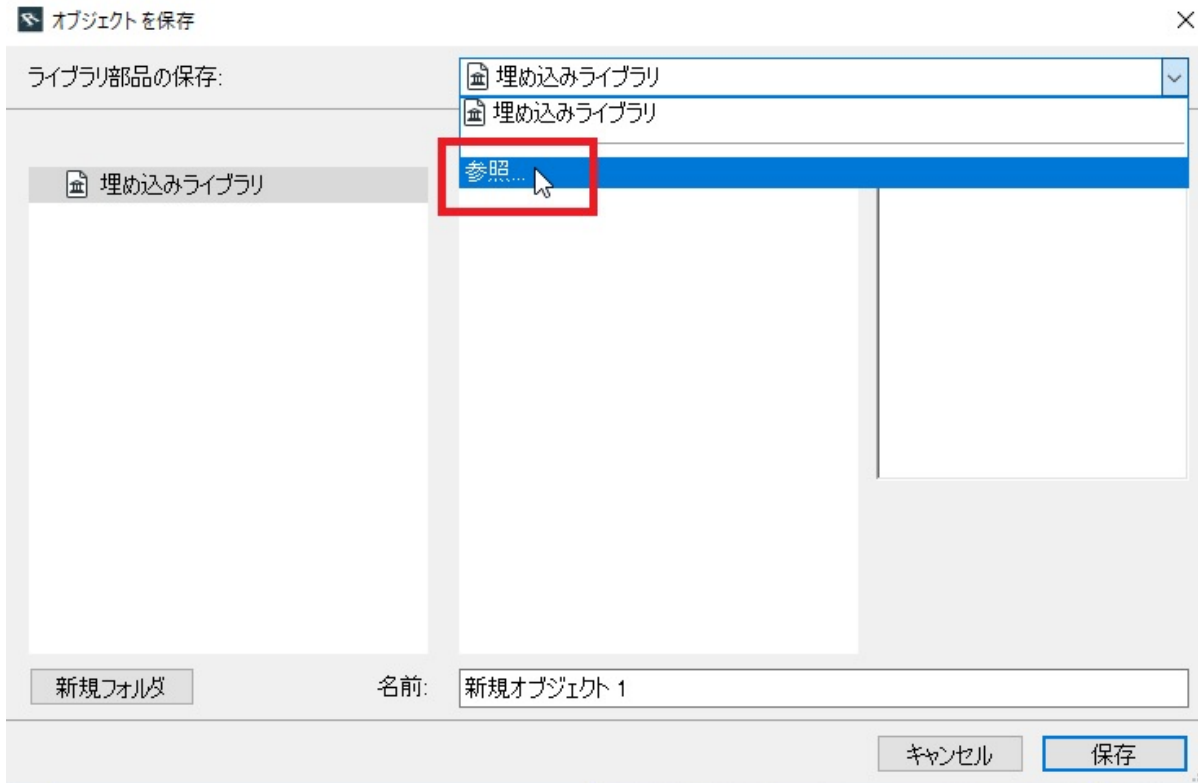 オブジェクトを保存
ライブラリ部品の保存:
埋め込みライブラリ
埋め込みライブラリ
参照...
埋め込みライブラリ
新規フォルダ
名前:
新規オブジェクト 1
キャンセル
保存